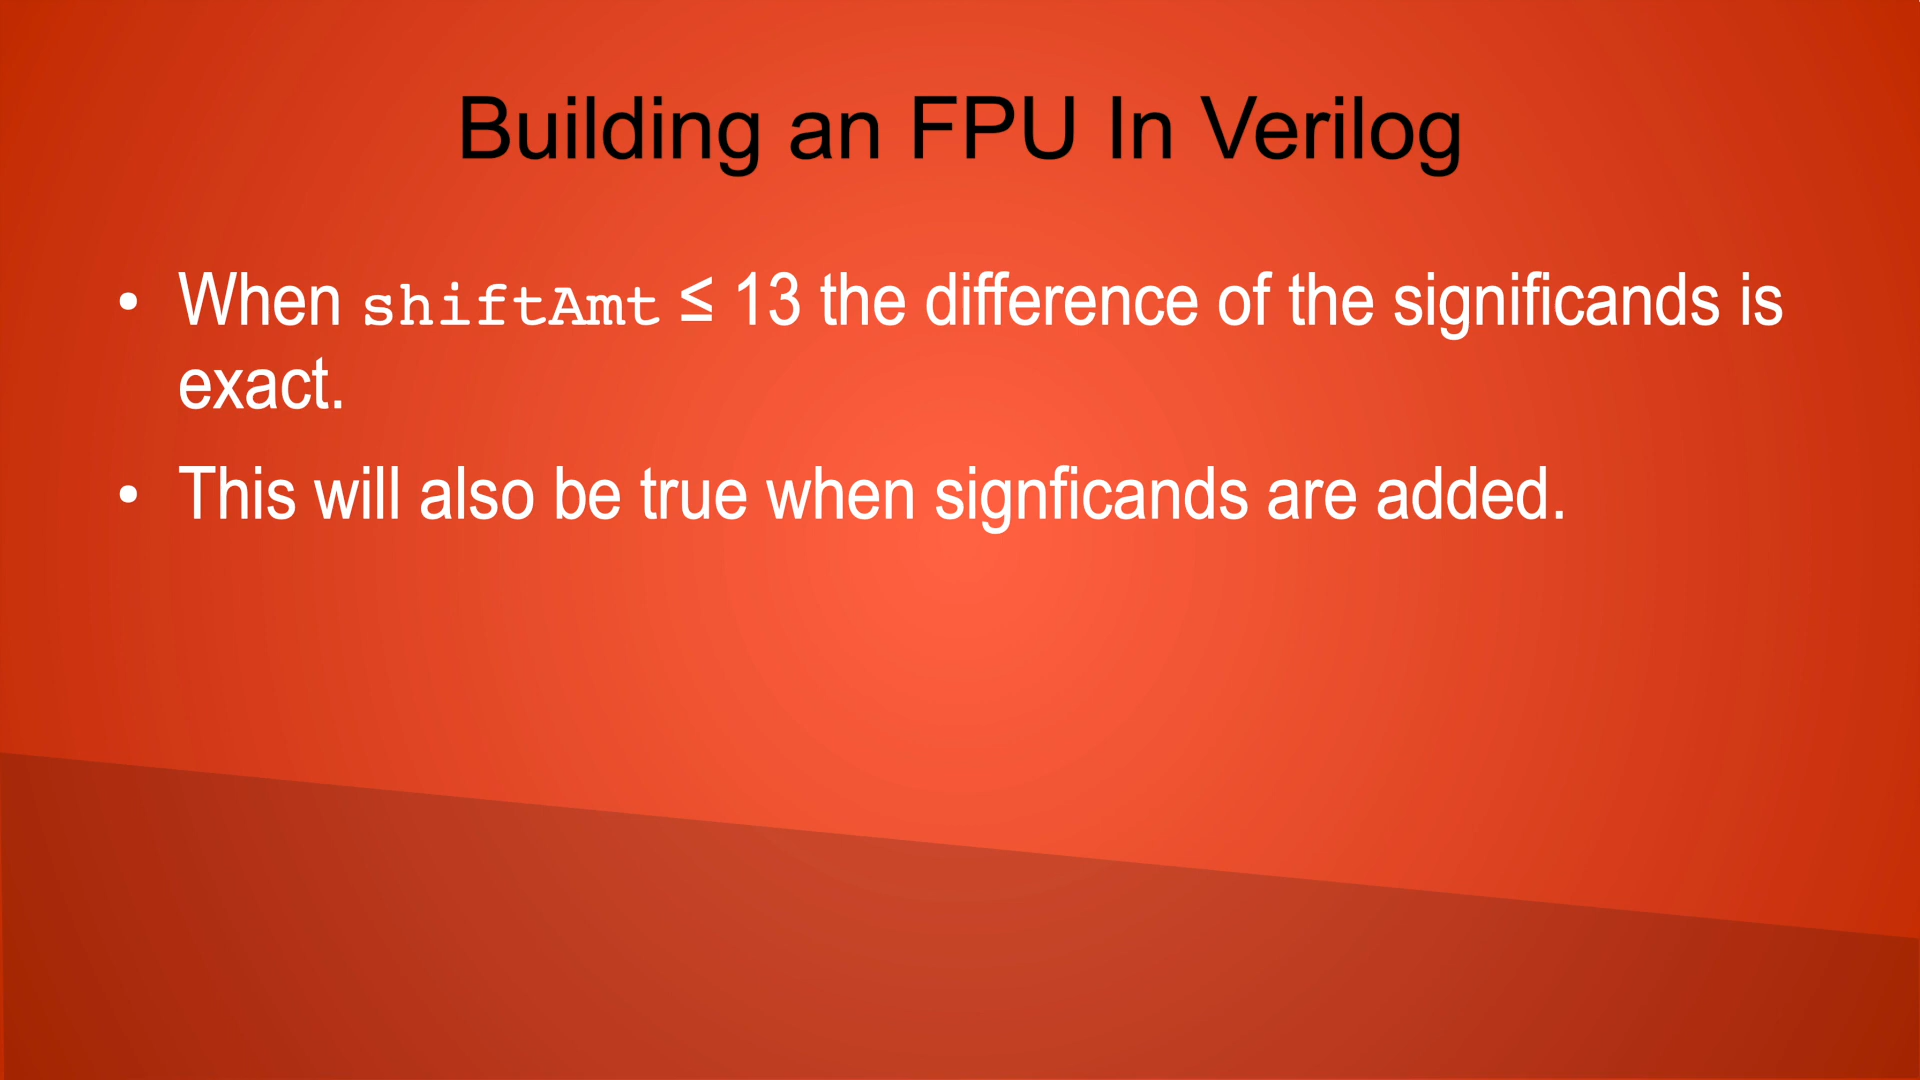 Building an FPU In Verilog
• When shiftAmt ≤ 13 the difference of the significands is
exact.
• This will also be true when signficands are added.